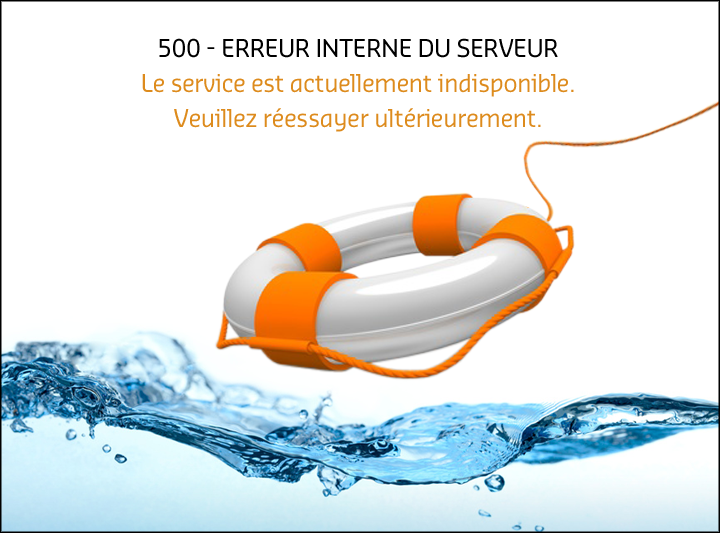 500 - ERREUR INTERNE DU SERVEUR
Le service est actuellement indisponible.
Veuillez réessayer ultérieurement.